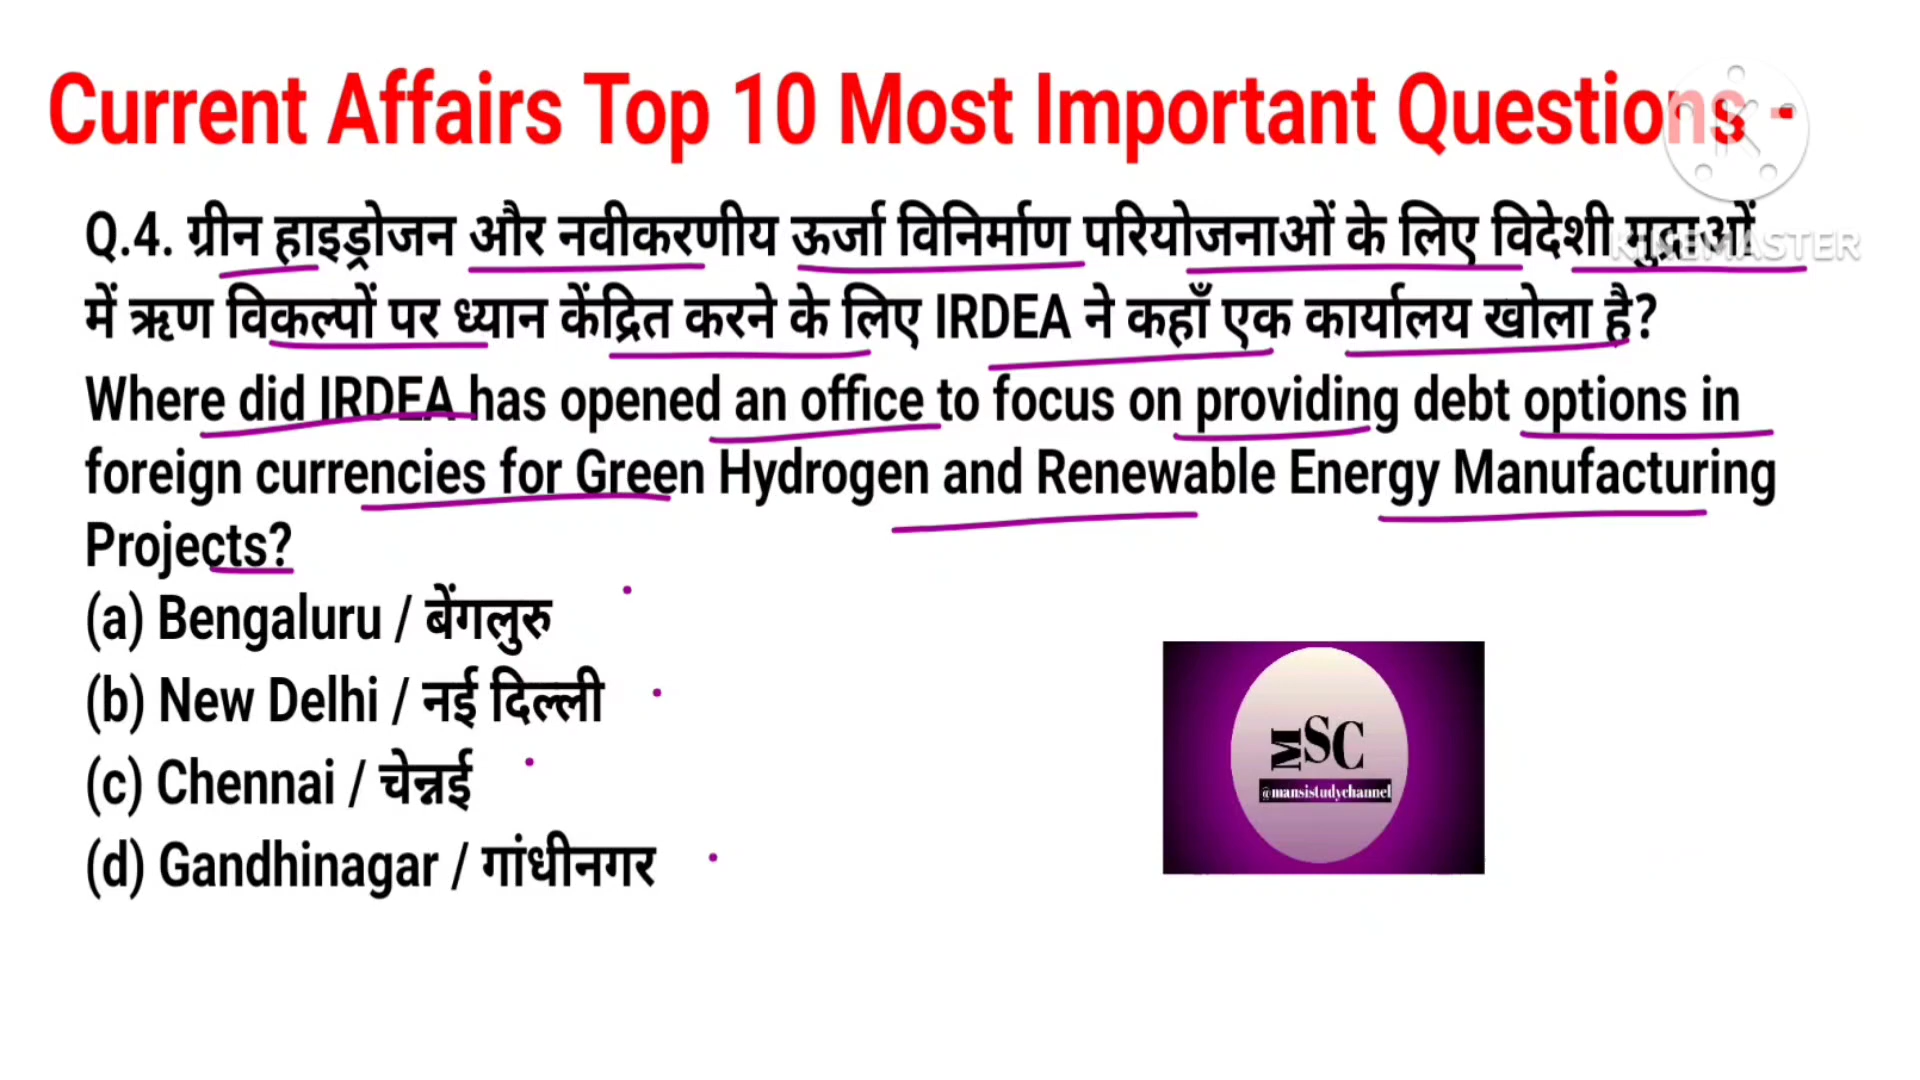 Current Affairs Top 10 Most Important Questions -
Q.4. ग्रीन हाइड्रोजन और नवीकरणीय ऊर्जा विनिर्माण परियोजनाओं के लिए विदेशी मुद्राओं
में ऋण विकल्पों पर ध्यान केंद्रित करने के लिए IRDEA ने कहाँ एक कार्यालय खोला है?
Where did IRDEA has opened an office to focus on providing debt options in
foreign currencies for Green Hydrogen and Renewable Energy Manufacturing
Projects?
(a) Bengaluru / बेंगलुरु
(b) New Delhi / नई दिल्ली
(c) Chennai / चेन्नई
(d) Gandhinagar / गांधीनगर
MSC
@mansistudychannel
KINEMASTER